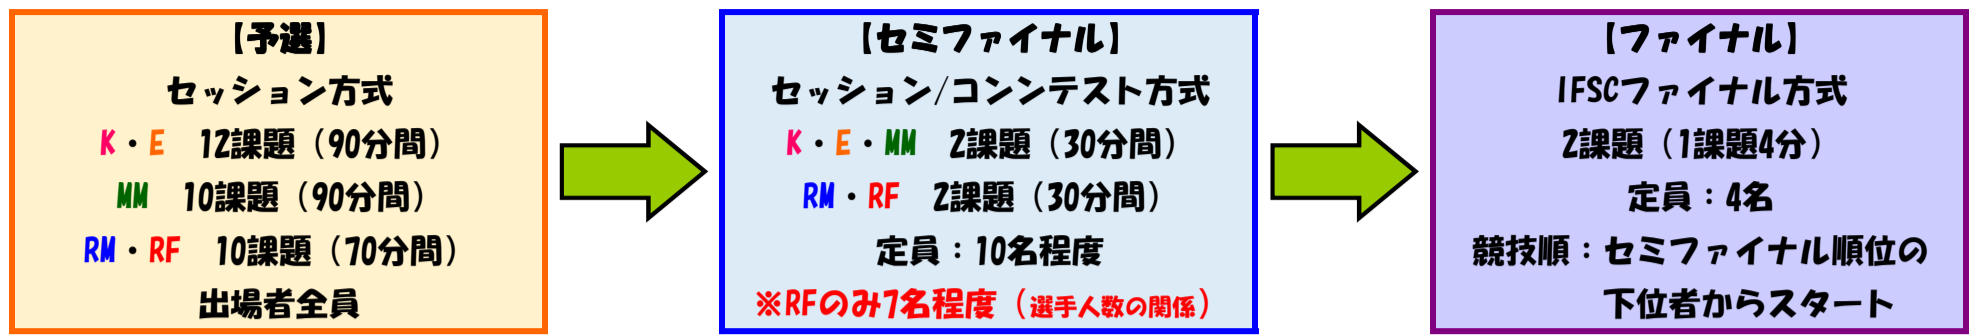 【予選】
セッション方式
K・E　12課題（90分間）
MM　10課題（90分間）
RM・RF　10課題（70分間）
出場者全員
【セミファイナル】
セッション/コンンテスト方式
K・E・MM　2課題（30分間）
RM・RF　2課題（30分間）
定員：10名程度
※RFのみ7名程度（選手人数の関係）
【ファイナル】
IFSCファイナル方式
2課題（1課題4分）
定員：4名
競技順：セミファイナル順位の
下位者からスタート